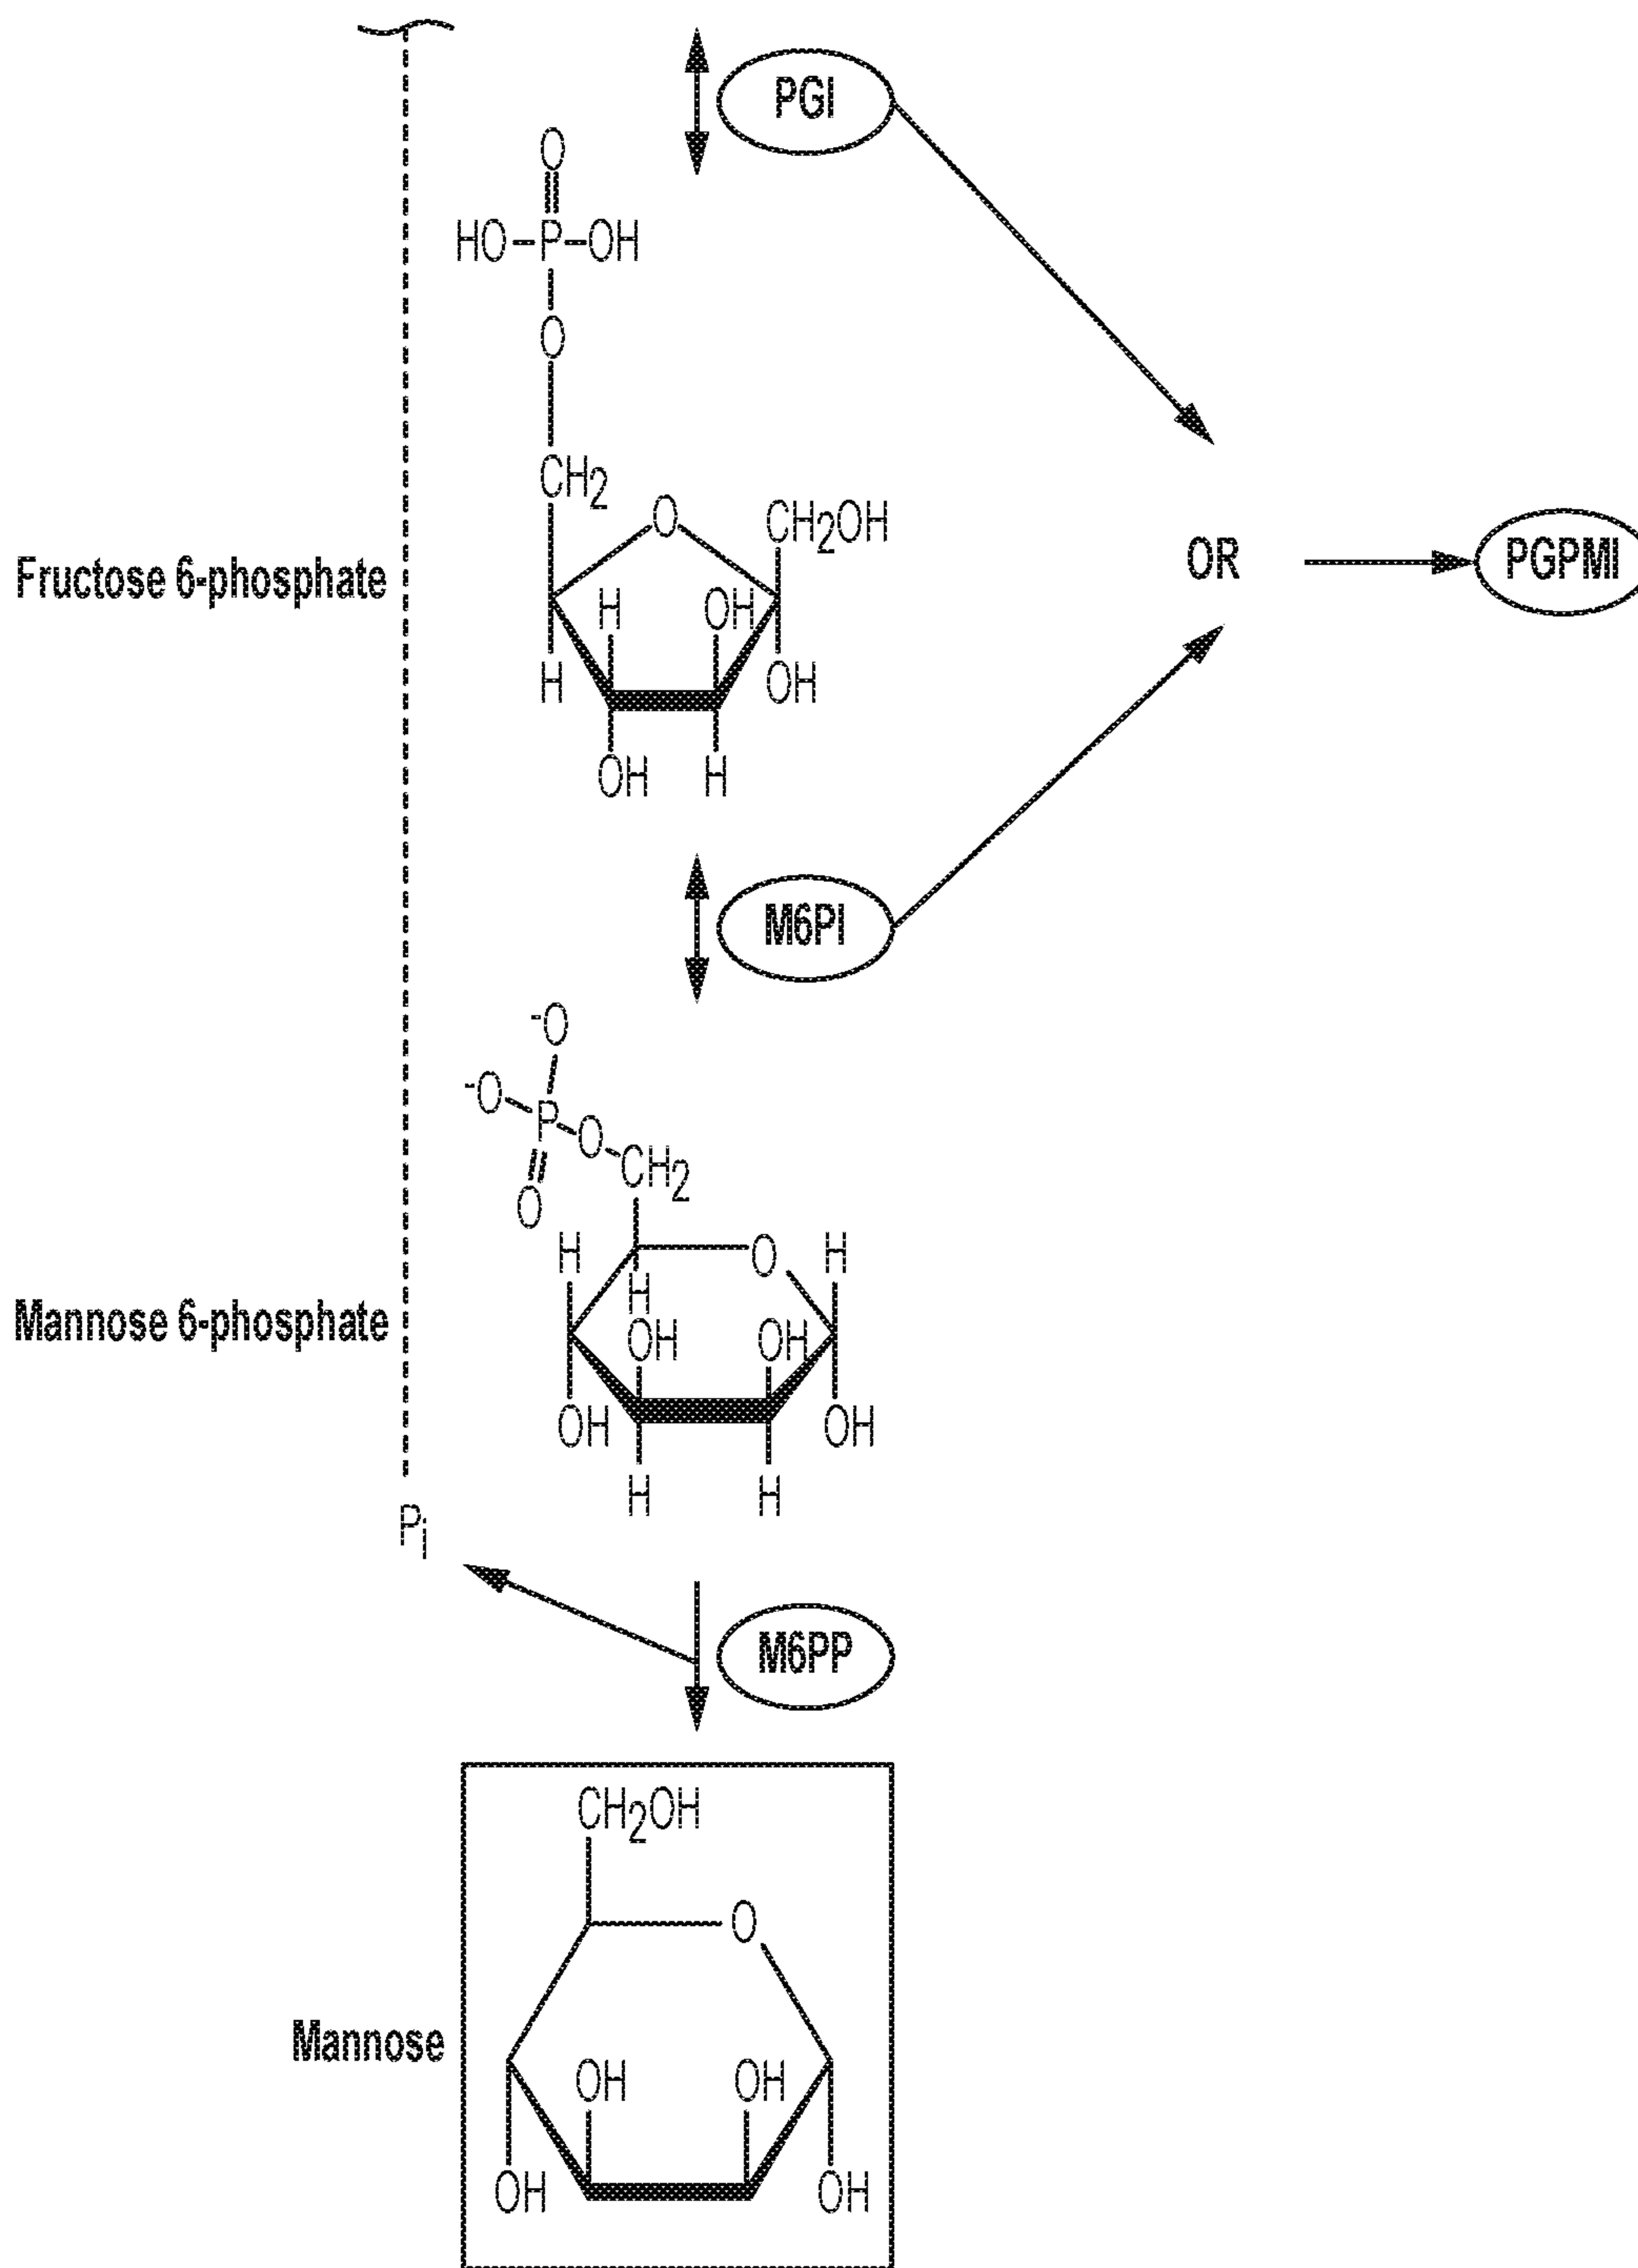 PGI
O
HO-P-OH
O
CH2
O
CH2OH
Fructose 6-phosphate
OR
PGPMI
H
OH
H
OH
OH
H
M6PI
-O
-O
P
O
CH2
O
H
O
H
H
Mannose 6-phosphate
OH
OH
OH
OH
H
H
Pi
M6PP
CH2OH
O
Mannose
OH
OH
OH
OH